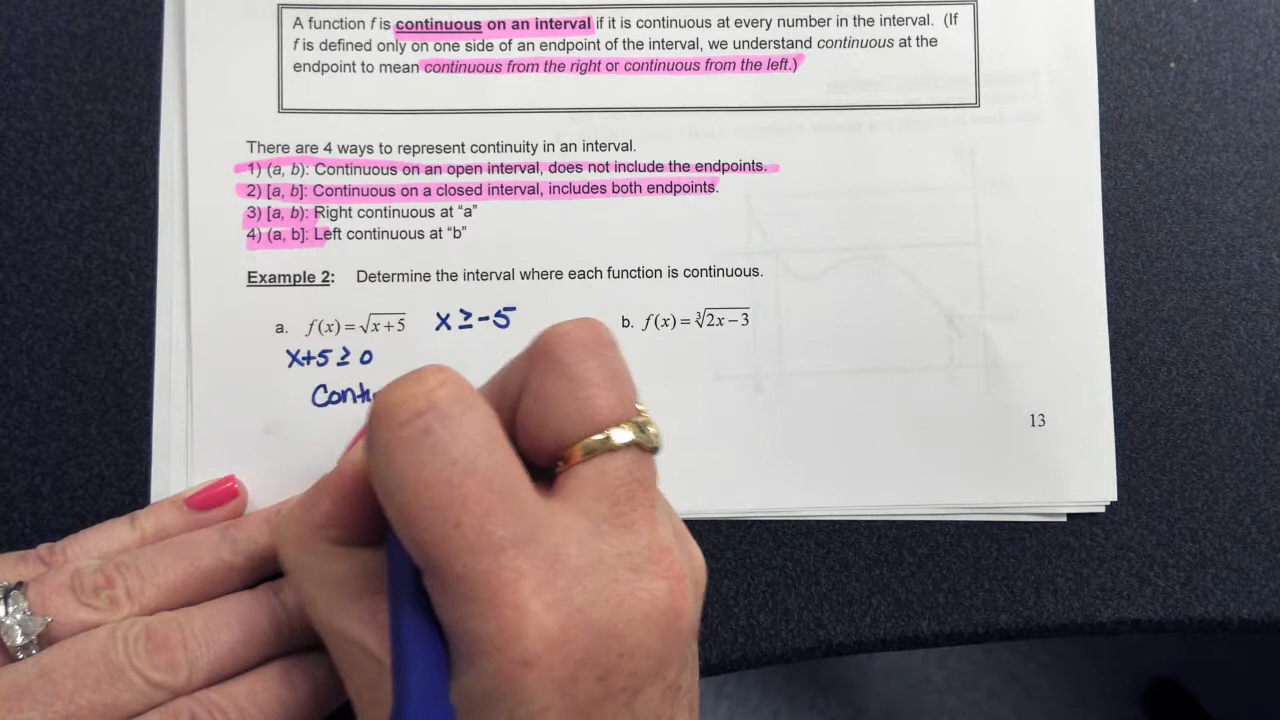 A function f is continuous on an interval if it is continuous at every number in the interval. (If
f is defined only on one side of an endpoint of the interval, we understand continuous at the
endpoint to mean continuous from the right or continuous from the left.)
There are 4 ways to represent continuity in an interval.
1) (a, b): Continuous on an open interval, does not include the endpoints.
2) [a, b]: Continuous on a closed interval, includes both endpoints.
3) [a, b): Right continuous at “a”
4) (a, b]: Left continuous at “b”
Example 2: Determine the interval where each function is continuous.
a. f(x) = √x+5 x ≥ -5
b. f(x) = ∛2x−3
x+5 ≥ 0
Cont
13